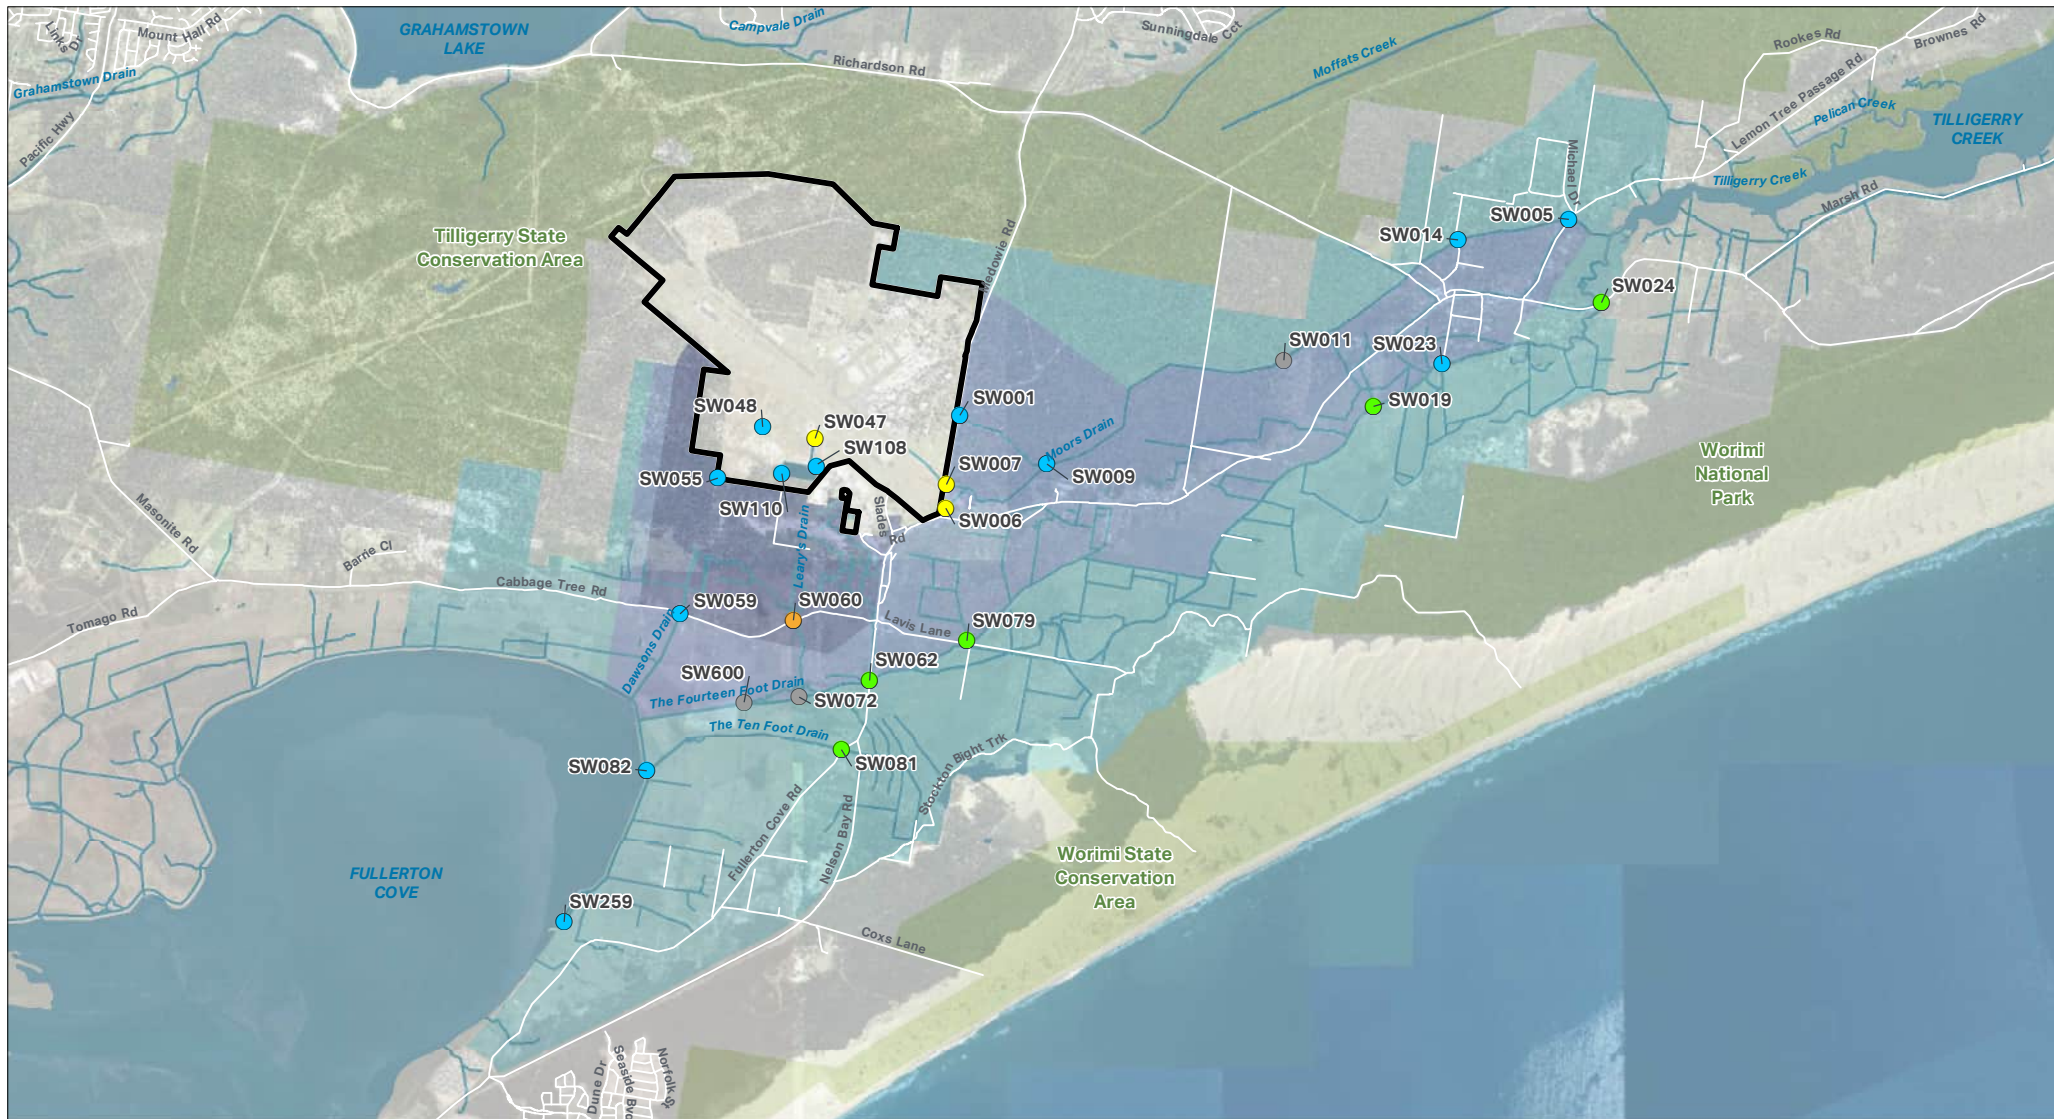 Links
Dr
Mount Hall Rd
GRAHAMSTOWN
LAKE
Campvale Drain
Sunningdale Cct
Richardson Rd
Moffats Creek
Rookes Rd
Brownes Rd
Grahamstown Drain
Pacific Hwy
Lemon Tree Passage Rd
Pelican Creek
TILLIGERRY
CREEK
Michael Dr
Tilligerry Creek
Marsh Rd
Tilligerry State
Conservation Area
Medowie Rd
SW005
SW014
SW024
SW011
SW023
SW019
SW048
SW047
SW001
SW108
Moors Drain
SW007
SW009
SW055
SW110
SW006
Worimi
National
Park
Masonite Rd
Slades
Rd
Leary's Drain
Barrie Cl
Cabbage Tree Rd
Tomago Rd
SW059
SW060
Lavis Lane
SW079
Dawsons Drain
SW062
SW600
The Fourteen Foot Drain
SW072
The Ten Foot Drain
SW081
SW082
Stockton Bight Trk
Fullerton Cove Rd
Nelson Bay Rd
FULLERTON
COVE
Worimi State
Conservation
Area
SW259
Coxs Lane
Dune Dr
Seaside Bvd
Norfolk St